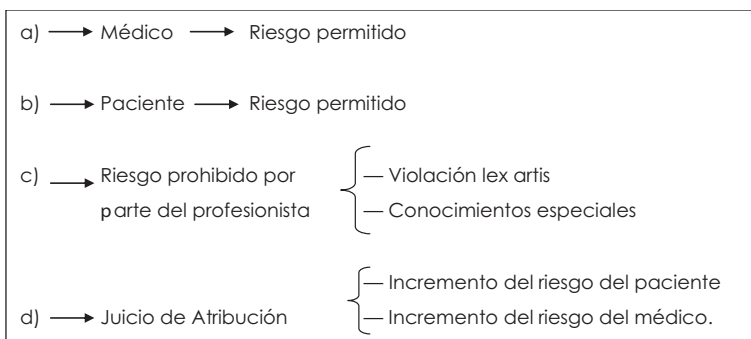 a) Médico Riesgo permitido
b) Paciente Riesgo permitido
c) Riesgo prohibido por
parte del profesionista
— Violación lex artis
— Conocimientos especiales
d) Juicio de Atribución
— Incremento del riesgo del paciente
— Incremento del riesgo del médico.